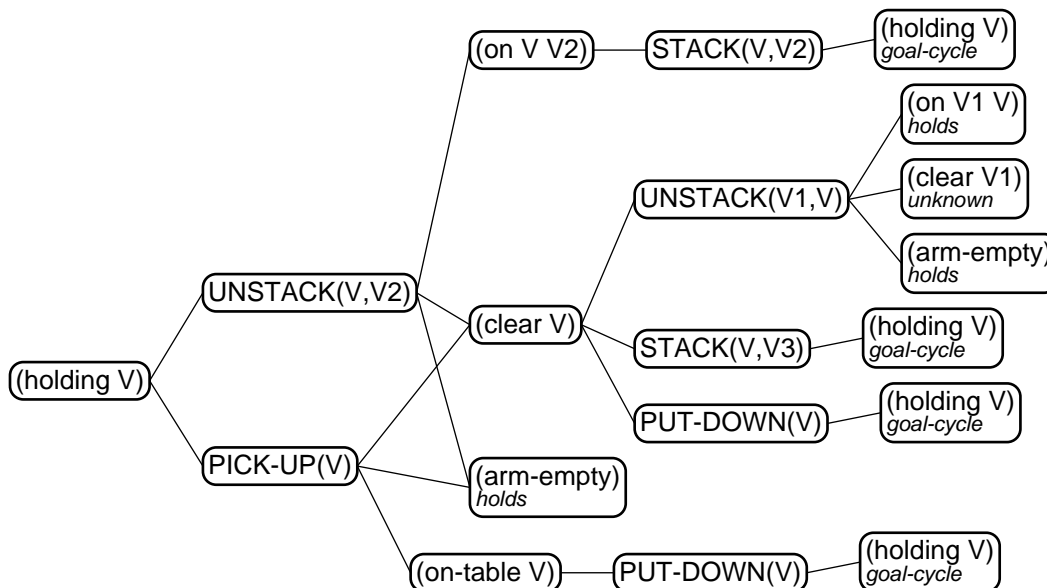 (on V V2)
STACK(V,V2)
(holding V)
goal-cycle
(on V1 V)
holds
UNSTACK(V1,V)
(clear V1)
unknown
(arm-empty)
holds
UNSTACK(V,V2)
(clear V)
STACK(V,V3)
(holding V)
goal-cycle
(holding V)
PUT-DOWN(V)
(holding V)
goal-cycle
PICK-UP(V)
(arm-empty)
holds
(on-table V)
PUT-DOWN(V)
(holding V)
goal-cycle